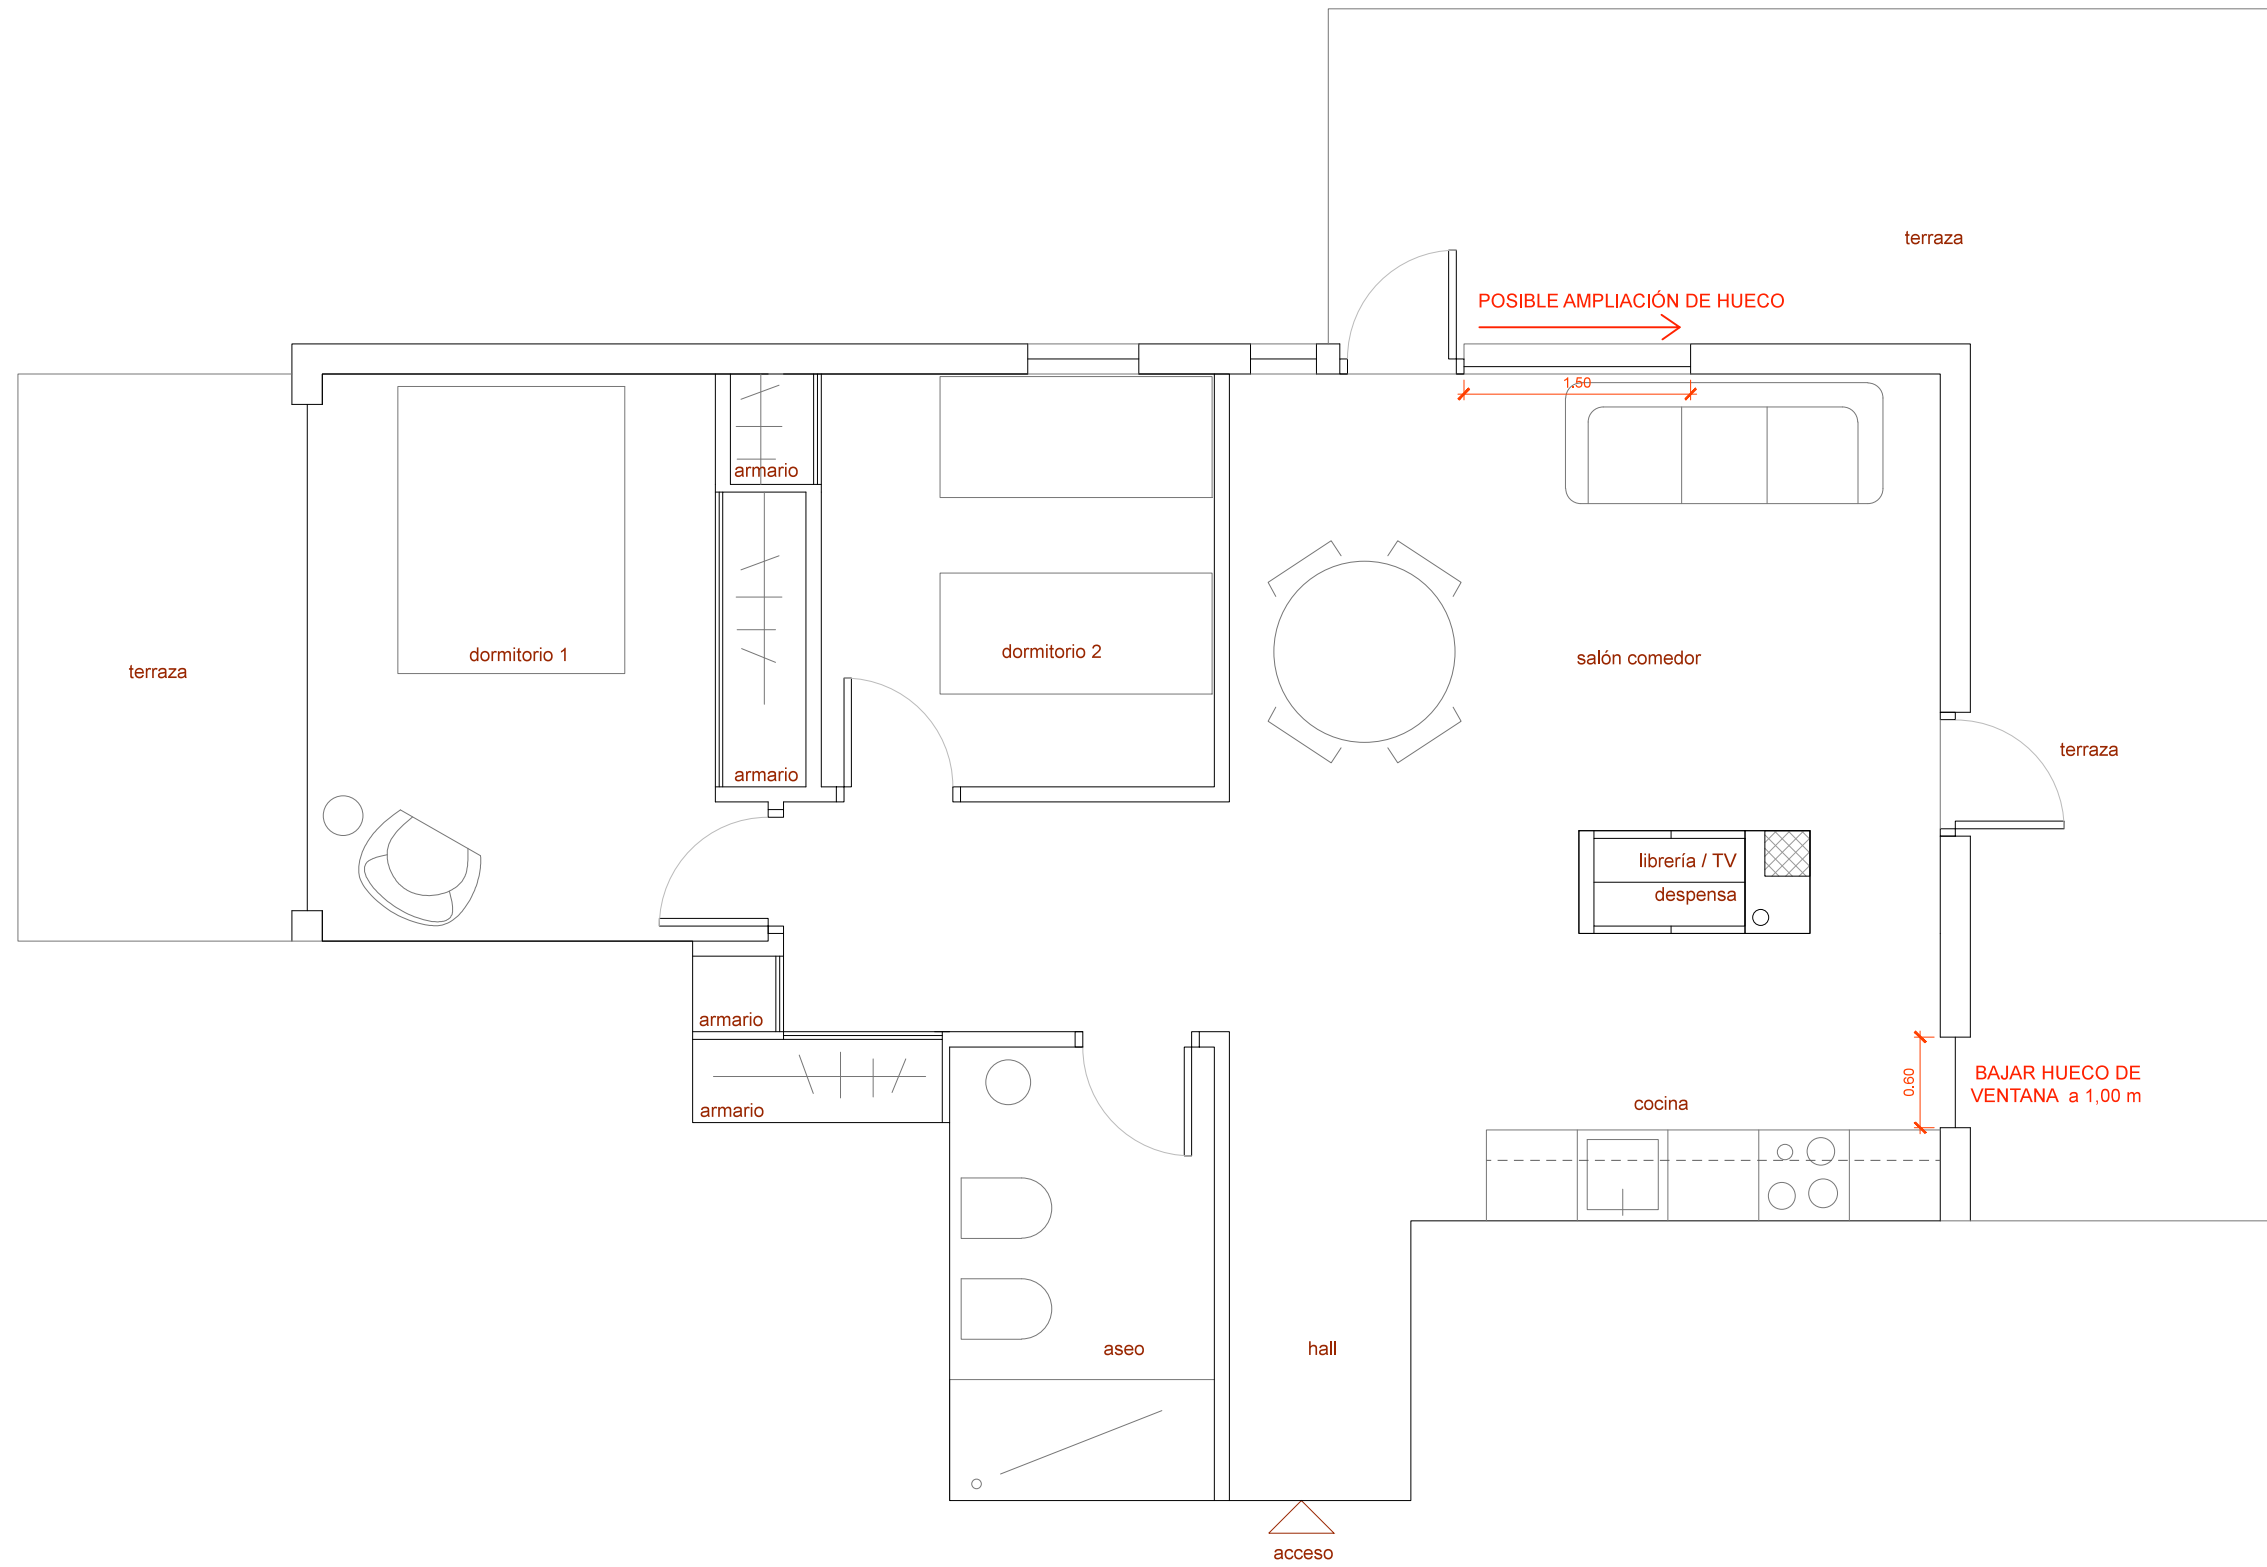 terraza
POSIBLE AMPLIACIÓN DE HUECO
1.50
armario
dormitorio 1
dormitorio 2
salón comedor
terraza
terraza
armario
librería / TV
despensa
armario
armario
0.60
BAJAR HUECO DE
VENTANA a 1,00 m
cocina
aseo
hall
acceso